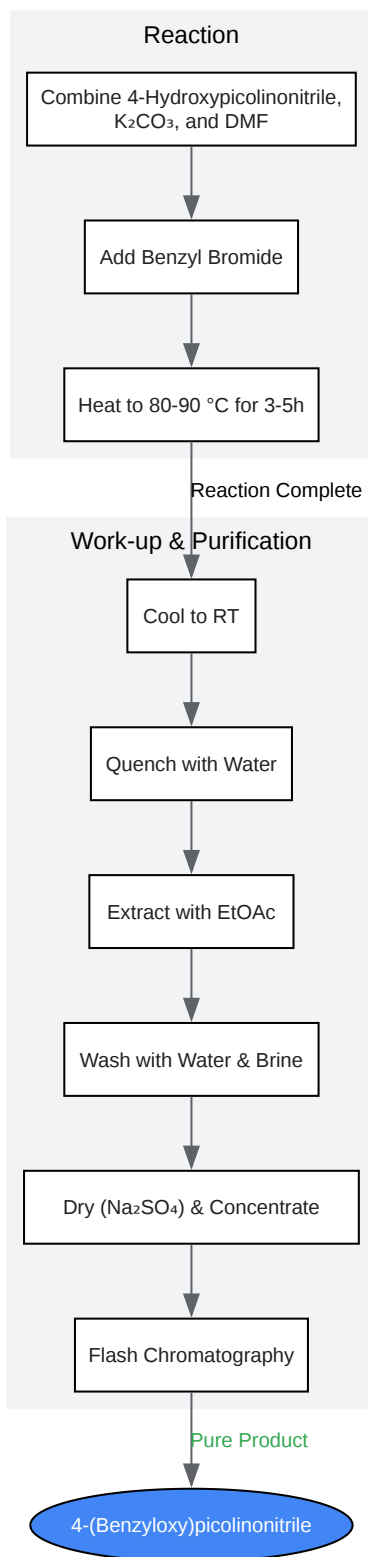 Reaction
Combine 4-Hydroxypicolinonitrile,
K₂CO₃, and DMF
Add Benzyl Bromide
Heat to 80-90 °C for 3-5h
Reaction Complete
Work-up & Purification
Cool to RT
Quench with Water
Extract with EtOAc
Wash with Water & Brine
Dry (Na₂SO₄) & Concentrate
Flash Chromatography
Pure Product
4-(Benzyloxy)picolinonitrile